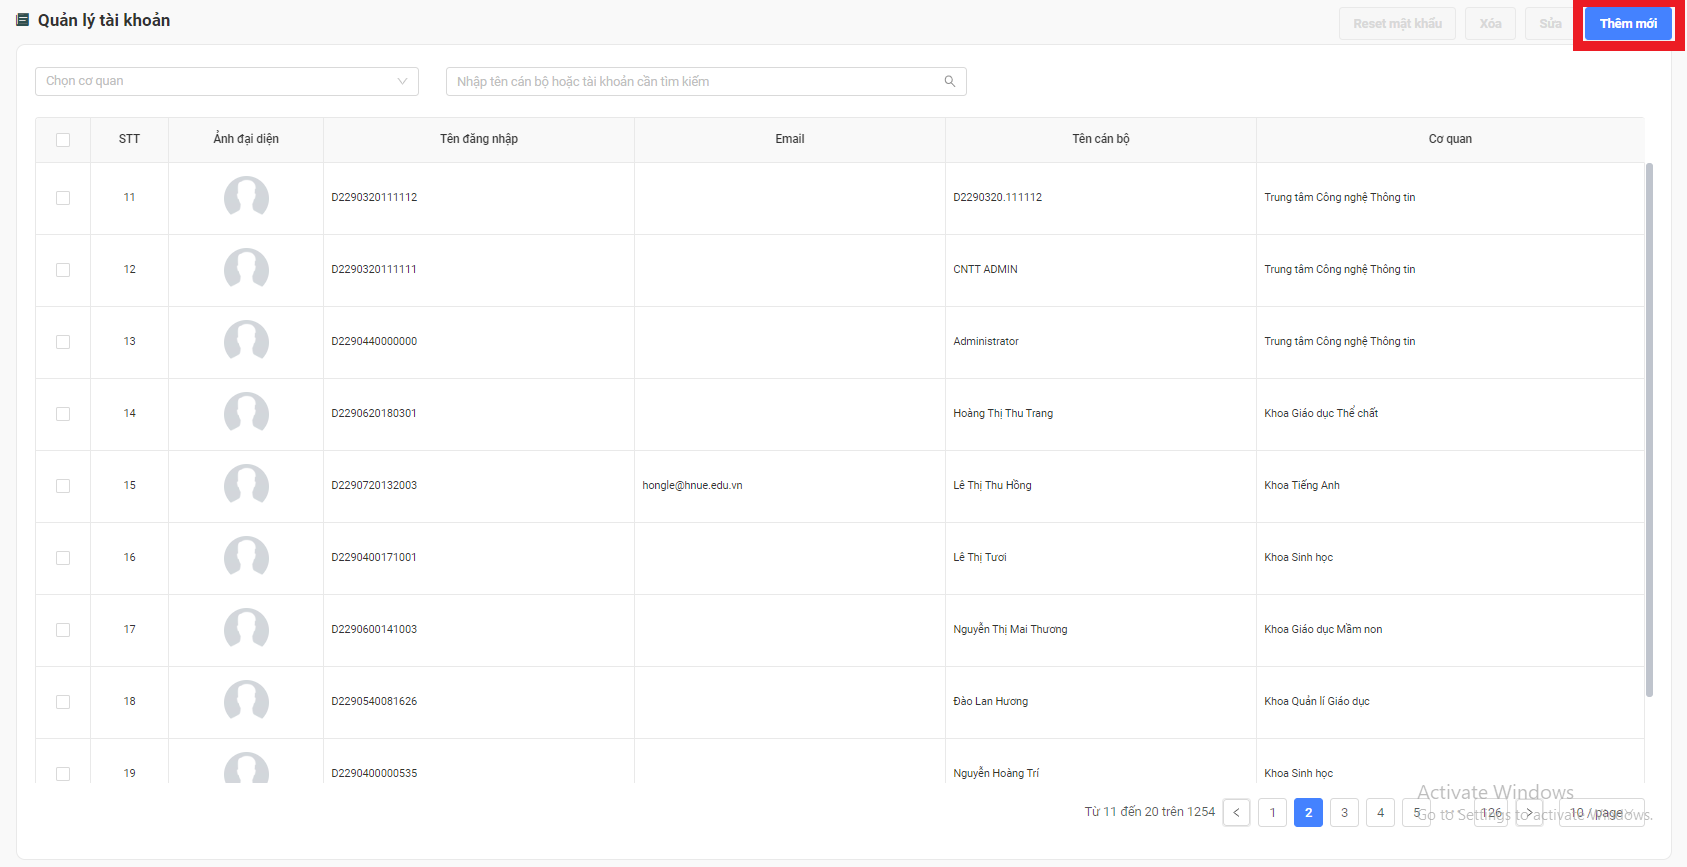 Quản lý tài khoản
Reset mật khẩu
Xóa
Sửa
Thêm mới
Chọn cơ quan
Nhập tên cán bộ hoặc tài khoản cần tìm kiếm
STT Ảnh đại diện Tên đăng nhập Email Tên cán bộ Cơ quan
11 D2290320111112 D2290320.111112 Trung tâm Công nghệ Thông tin
12 D2290320111111 CNTT ADMIN Trung tâm Công nghệ Thông tin
13 D2290440000000 Administrator Trung tâm Công nghệ Thông tin
14 D2290620180301 Hoàng Thị Thu Trang Khoa Giáo dục Thể chất
15 D2290720132003 hongle@hnue.edu.vn Lê Thị Thu Hồng Khoa Tiếng Anh
16 D2290400171001 Lê Thị Tươi Khoa Sinh học
17 D2290600141003 Nguyễn Thị Mai Thương Khoa Giáo dục Mầm non
18 D2290540081626 Đào Lan Hương Khoa Quản lí Giáo dục
19 D2290400000535 Nguyễn Hoàng Trí Khoa Sinh học
Từ 11 đến 20 trên 1254 < 1 2 3 4 5 126 > 10 / page
Activate Windows
Go to Settings to activate Windows.